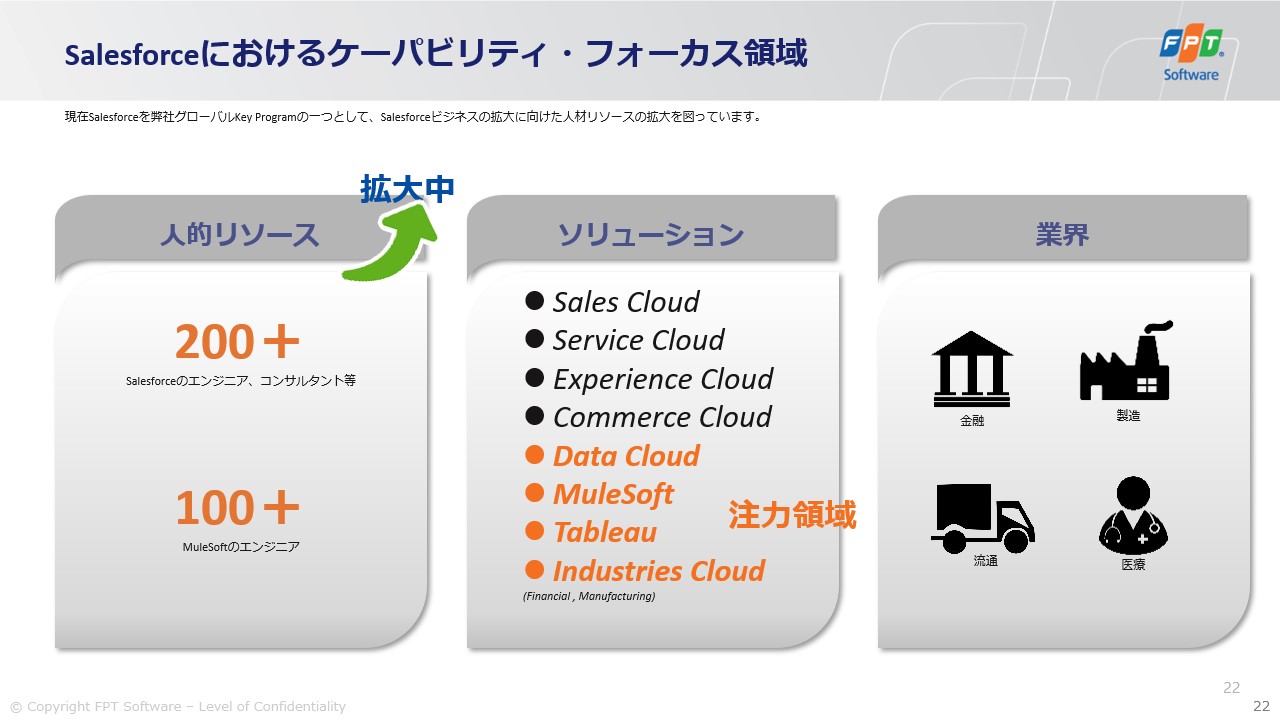 Salesforceにおけるケーパビリティ・フォーカス領域
FPT
Software
現在Salesforceを弊社グローバルKey Programの一つとして、Salesforceビジネスの拡大に向けた人材リソースの拡大を図っています。
拡大中
人的リソース
200＋
Salesforceのエンジニア、コンサルタント等
100＋
MuleSoftのエンジニア
ソリューション
● Sales Cloud
● Service Cloud
● Experience Cloud
● Commerce Cloud
● Data Cloud
● MuleSoft
● Tableau
● Industries Cloud
(Financial , Manufacturing)
注力領域
業界
金融
製造
流通
医療
22
22
© Copyright FPT Software – Level of Confidentiality